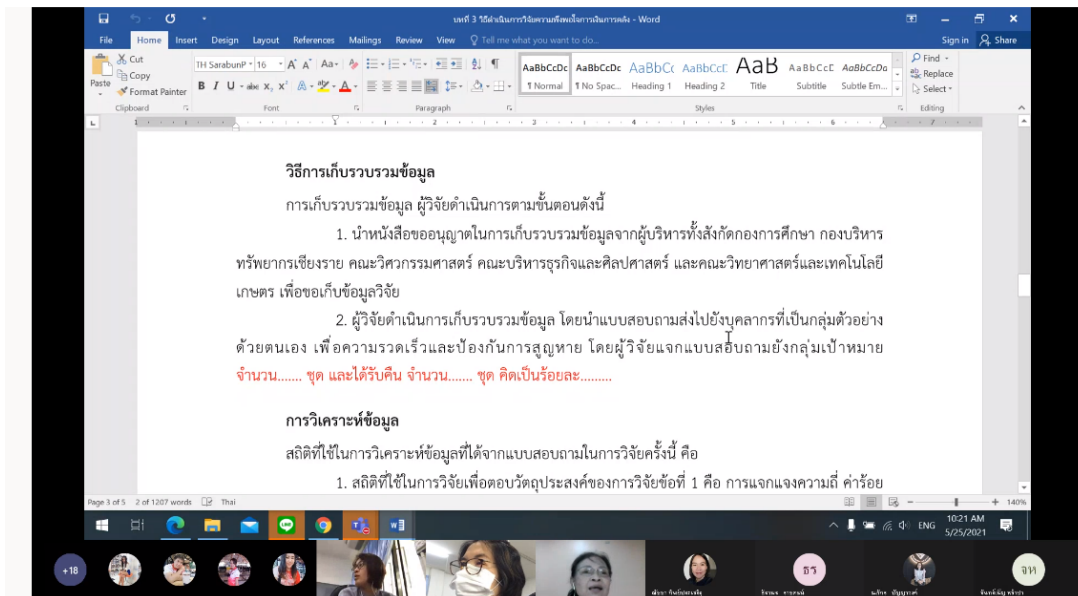 บทที่ 3 วิธีดำเนินการวิจัยความพึงพอใจการเงินการคลัง - Word
File Home Insert Design Layout References Mailings Review View Tell me what you want to do... Sign in Share
Cut
Copy
Format Painter
Paste
TH SarabunP 16
AaBbCcDc AaBbCcDc AaBbCc AaBbCcE AaB AaBbCcE AaBbCcDa
¶ Normal ¶ No Spac... Heading 1 Heading 2 Title Subtitle Subtle Em...
Find
Replace
Select
Clipboard Font Paragraph Styles Editing
วิธีการเก็บรวบรวมข้อมูล
การเก็บรวบรวมข้อมูล ผู้วิจัยดำเนินการตามขั้นตอนดังนี้
1. นำหนังสือขออนุญาตในการเก็บรวบรวมข้อมูลจากผู้บริหารทั้งสังกัดกองการศึกษา กองบริหาร
ทรัพยากรเชียงราย คณะวิศวกรรมศาสตร์ คณะบริหารธุรกิจและศิลปศาสตร์ และคณะวิทยาศาสตร์และเทคโนโลยี
เกษตร เพื่อขอเก็บข้อมูลวิจัย
2. ผู้วิจัยดำเนินการเก็บรวบรวมข้อมูล โดยนำแบบสอบถามส่งไปยังบุคลากรที่เป็นกลุ่มตัวอย่าง
ด้วยตนเอง เพื่อความรวดเร็วและป้องกันการสูญหาย โดยผู้วิจัยแจกแบบสอบถามยังกลุ่มเป้าหมาย
จำนวน....... ชุด และได้รับคืน จำนวน....... ชุด คิดเป็นร้อยละ.........
การวิเคราะห์ข้อมูล
สถิติที่ใช้ในการวิเคราะห์ข้อมูลที่ได้จากแบบสอบถามในการวิจัยครั้งนี้ คือ
1. สถิติที่ใช้ในการวิจัยเพื่อตอบวัตถุประสงค์ของการวิจัยข้อที่ 1 คือ การแจกแจงความถี่ ค่าร้อย
Page 3 of 5 2 of 1207 words Thai 140%
ENG 10:21 AM
5/25/2021
+18 ธว จท